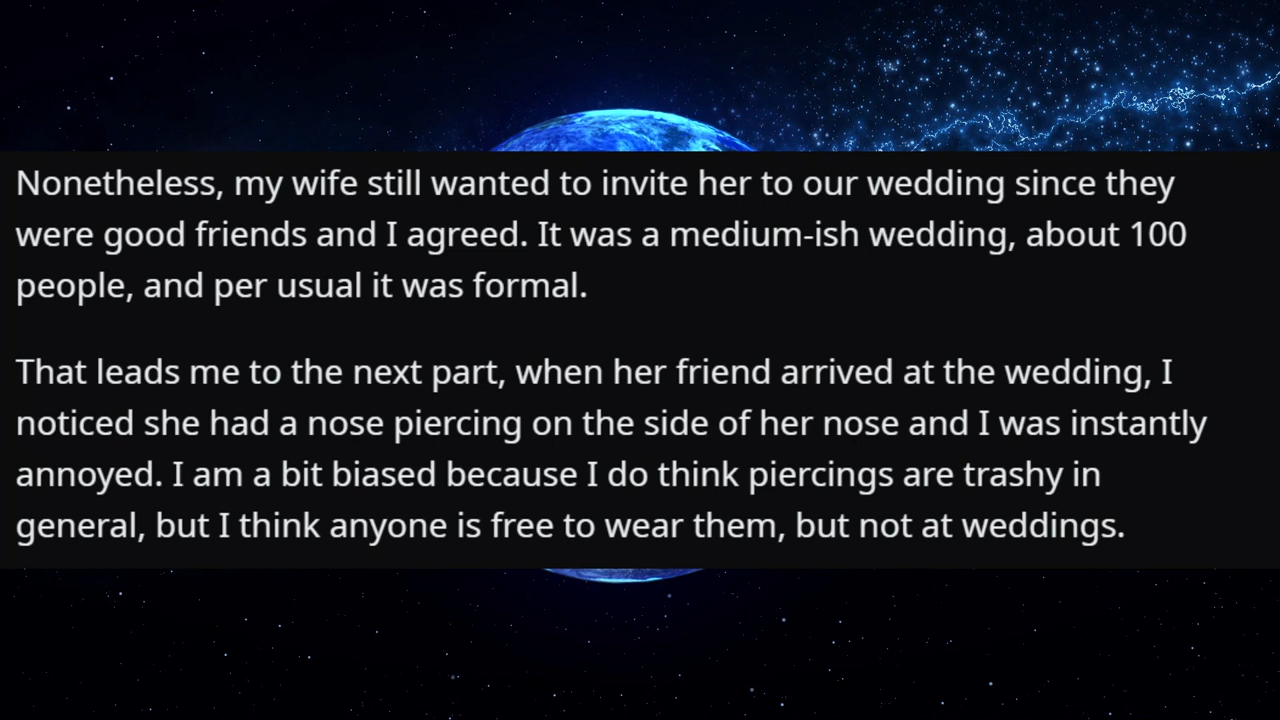 Nonetheless, my wife still wanted to invite her to our wedding since they
were good friends and I agreed. It was a medium-ish wedding, about 100
people, and per usual it was formal.
That leads me to the next part, when her friend arrived at the wedding, I
noticed she had a nose piercing on the side of her nose and I was instantly
annoyed. I am a bit biased because I do think piercings are trashy in
general, but I think anyone is free to wear them, but not at weddings.